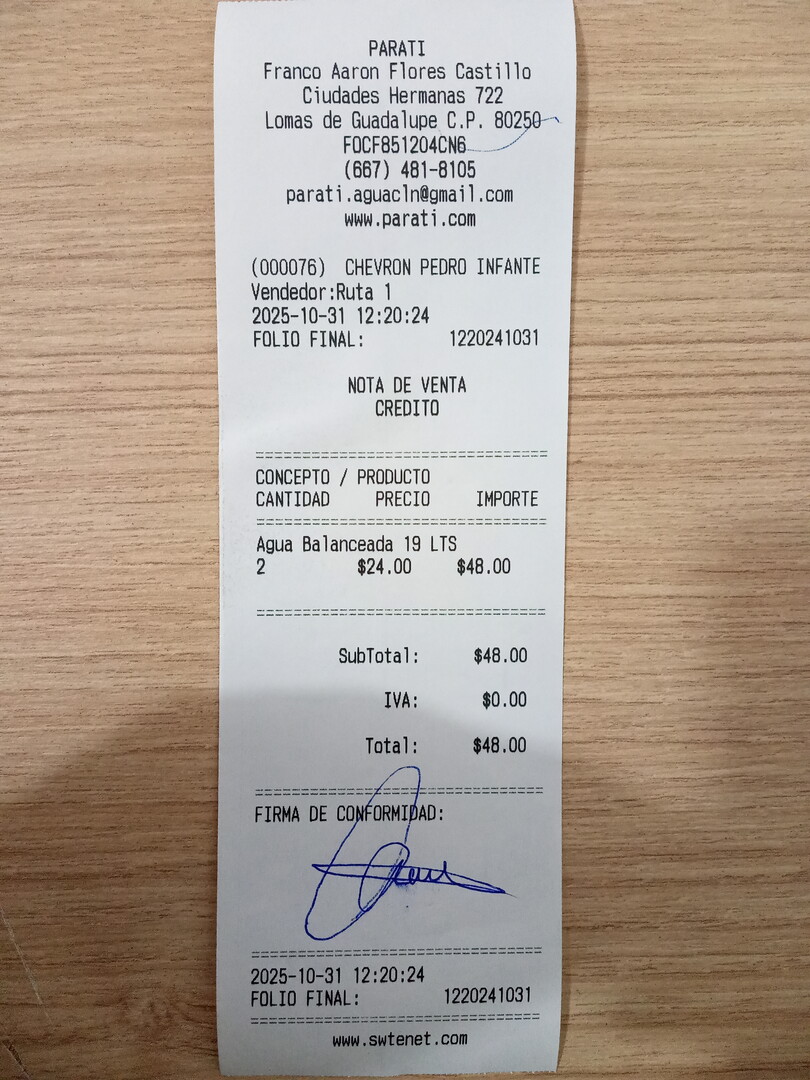 PARATI
Franco Aaron Flores Castillo
Ciudades Hermanas 722
Lomas de Guadalupe C.P. 80250
FOCF851204CN6
(667) 481-8105
parati.aguacln@gmail.com
www.parati.com
(000076) CHEVRON PEDRO INFANTE
Vendedor:Ruta 1
2025-10-31 12:20:24
FOLIO FINAL: 1220241031
NOTA DE VENTA
CREDITO
================================
CONCEPTO / PRODUCTO
CANTIDAD PRECIO IMPORTE
================================
Agua Balanceada 19 LTS
2 $24.00 $48.00
================================
SubTotal: $48.00
IVA: $0.00
Total: $48.00
================================
FIRMA DE CONFORMIDAD:
================================
2025-10-31 12:20:24
FOLIO FINAL: 1220241031
================================
www.swtenet.com